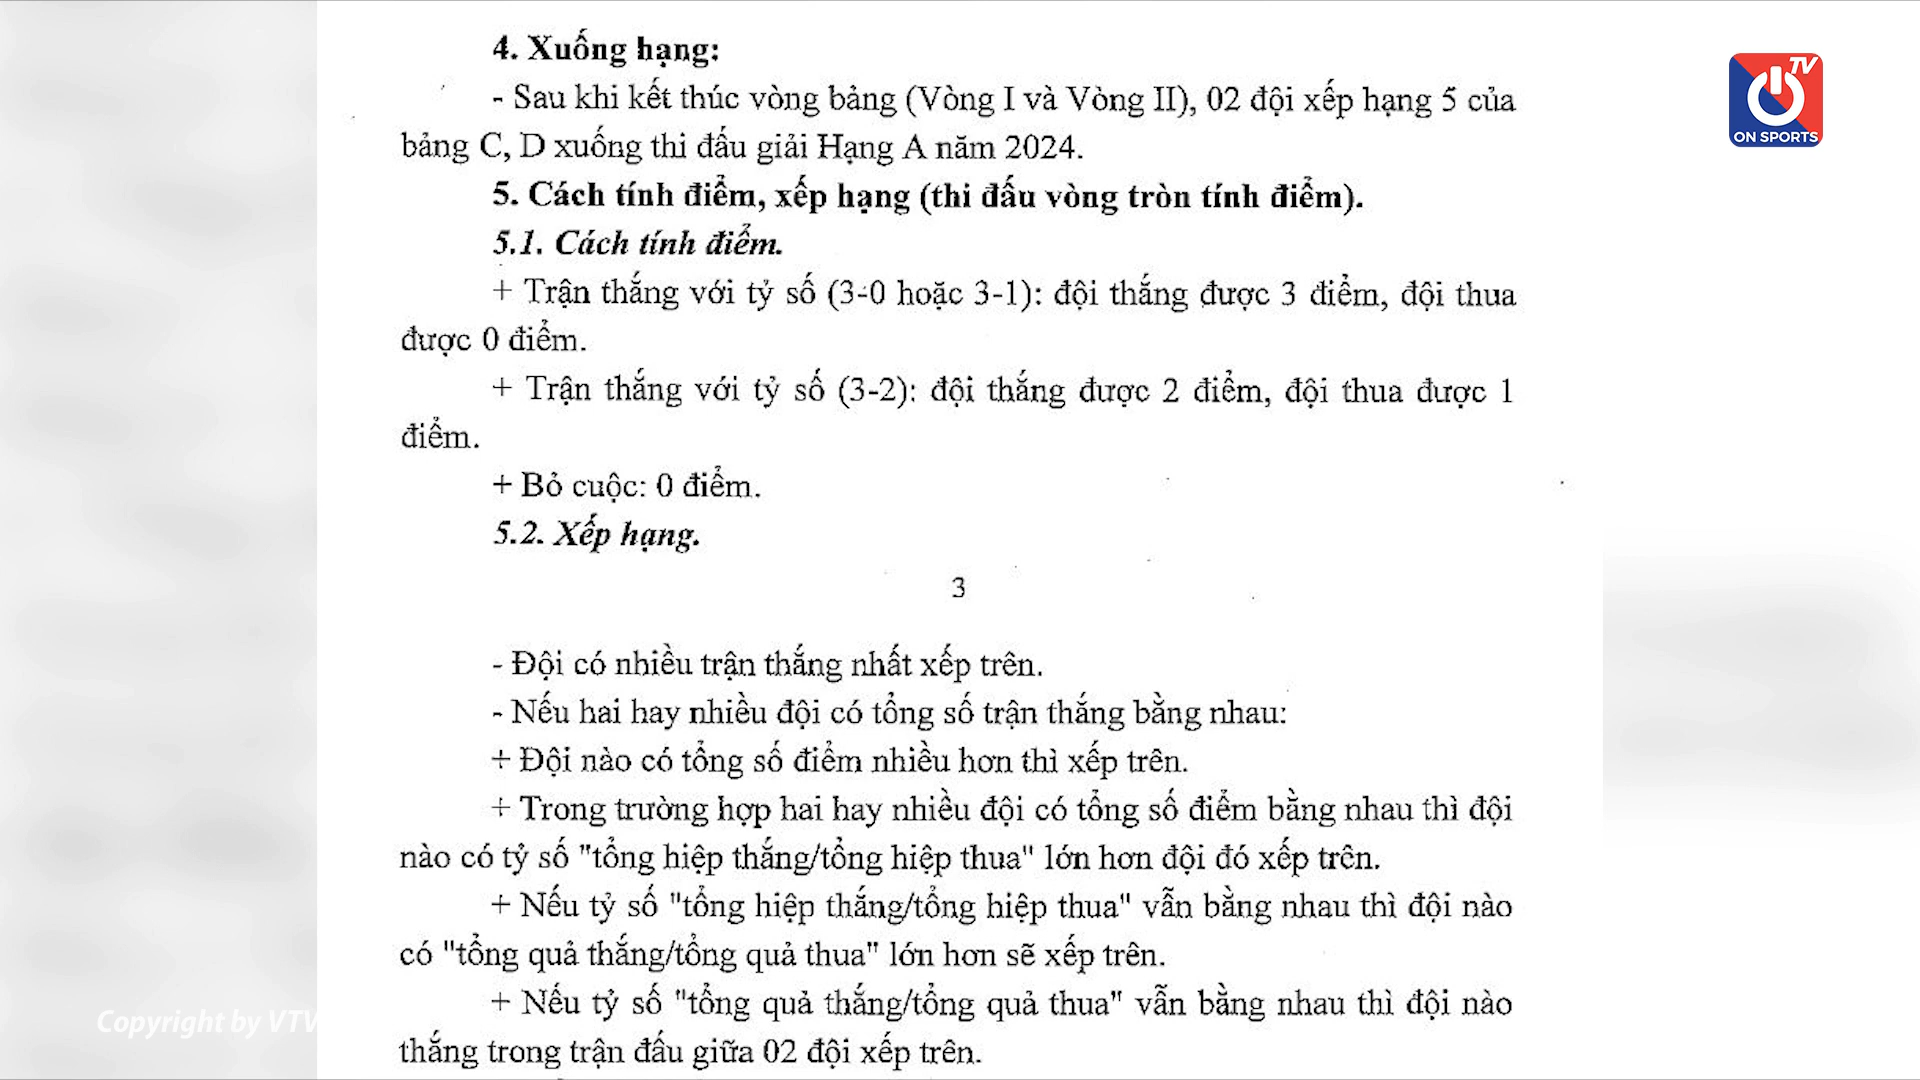 4. Xuống hạng:
- Sau khi kết thúc vòng bảng (Vòng I và Vòng II), 02 đội xếp hạng 5 của
bảng C, D xuống thi đấu giải Hạng A năm 2024.
5. Cách tính điểm, xếp hạng (thi đấu vòng tròn tính điểm).
5.1. Cách tính điểm.
+ Trận thắng với tỷ số (3-0 hoặc 3-1): đội thắng được 3 điểm, đội thua
được 0 điểm.
+ Trận thắng với tỷ số (3-2): đội thắng được 2 điểm, đội thua được 1
điểm.
+ Bỏ cuộc: 0 điểm.
5.2. Xếp hạng.
3
- Đội có nhiều trận thắng nhất xếp trên.
- Nếu hai hay nhiều đội có tổng số trận thắng bằng nhau:
+ Đội nào có tổng số điểm nhiều hơn thì xếp trên.
+ Trong trường hợp hai hay nhiều đội có tổng số điểm bằng nhau thì đội
nào có tỷ số "tổng hiệp thắng/tổng hiệp thua" lớn hơn đội đó xếp trên.
+ Nếu tỷ số "tổng hiệp thắng/tổng hiệp thua" vẫn bằng nhau thì đội nào
có "tổng quả thắng/tổng quả thua" lớn hơn sẽ xếp trên.
+ Nếu tỷ số "tổng quả thắng/tổng quả thua" vẫn bằng nhau thì đội nào
thắng trong trận đấu giữa 02 đội xếp trên.
TV
ON SPORTS
Copyright by VTV